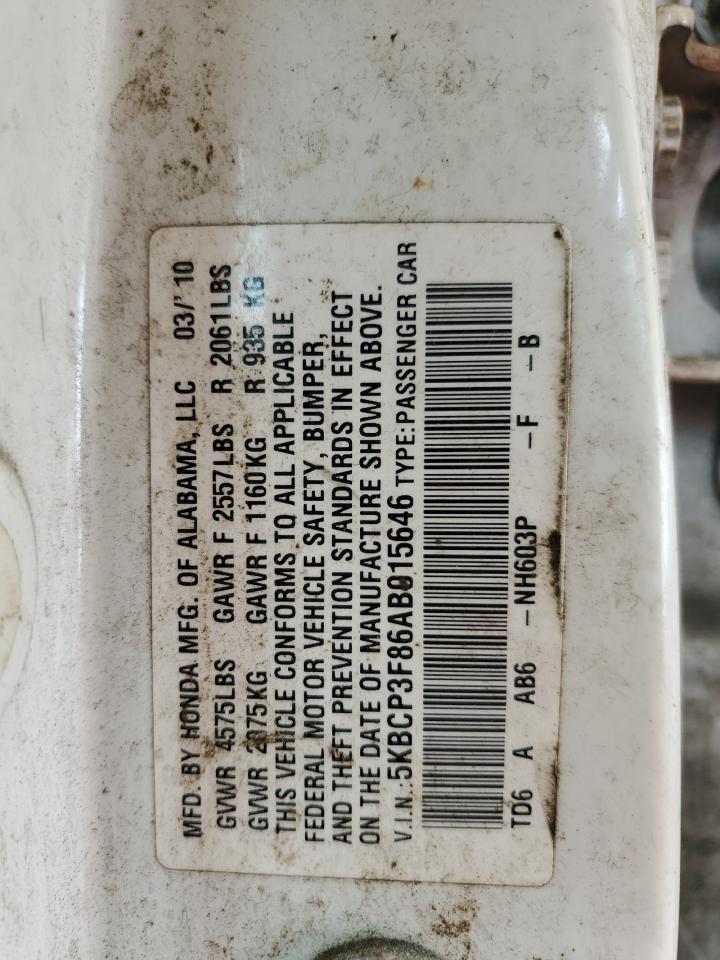 MFD. BY HONDA MFG. OF ALABAMA, LLC 03/'10
GVWR 4575LBS GAWR F 2557LBS R 2061LBS
GVWR 2075KG GAWR F 1160KG R 935 KG
THIS VEHICLE CONFORMS TO ALL APPLICABLE
FEDERAL MOTOR VEHICLE SAFETY, BUMPER,
AND THEFT PREVENTION STANDARDS IN EFFECT
ON THE DATE OF MANUFACTURE SHOWN ABOVE.
V.I.N.:5KBCP3F86AB015646 TYPE:PASSENGER CAR
TD6 A AB6 -NH603P -F -B